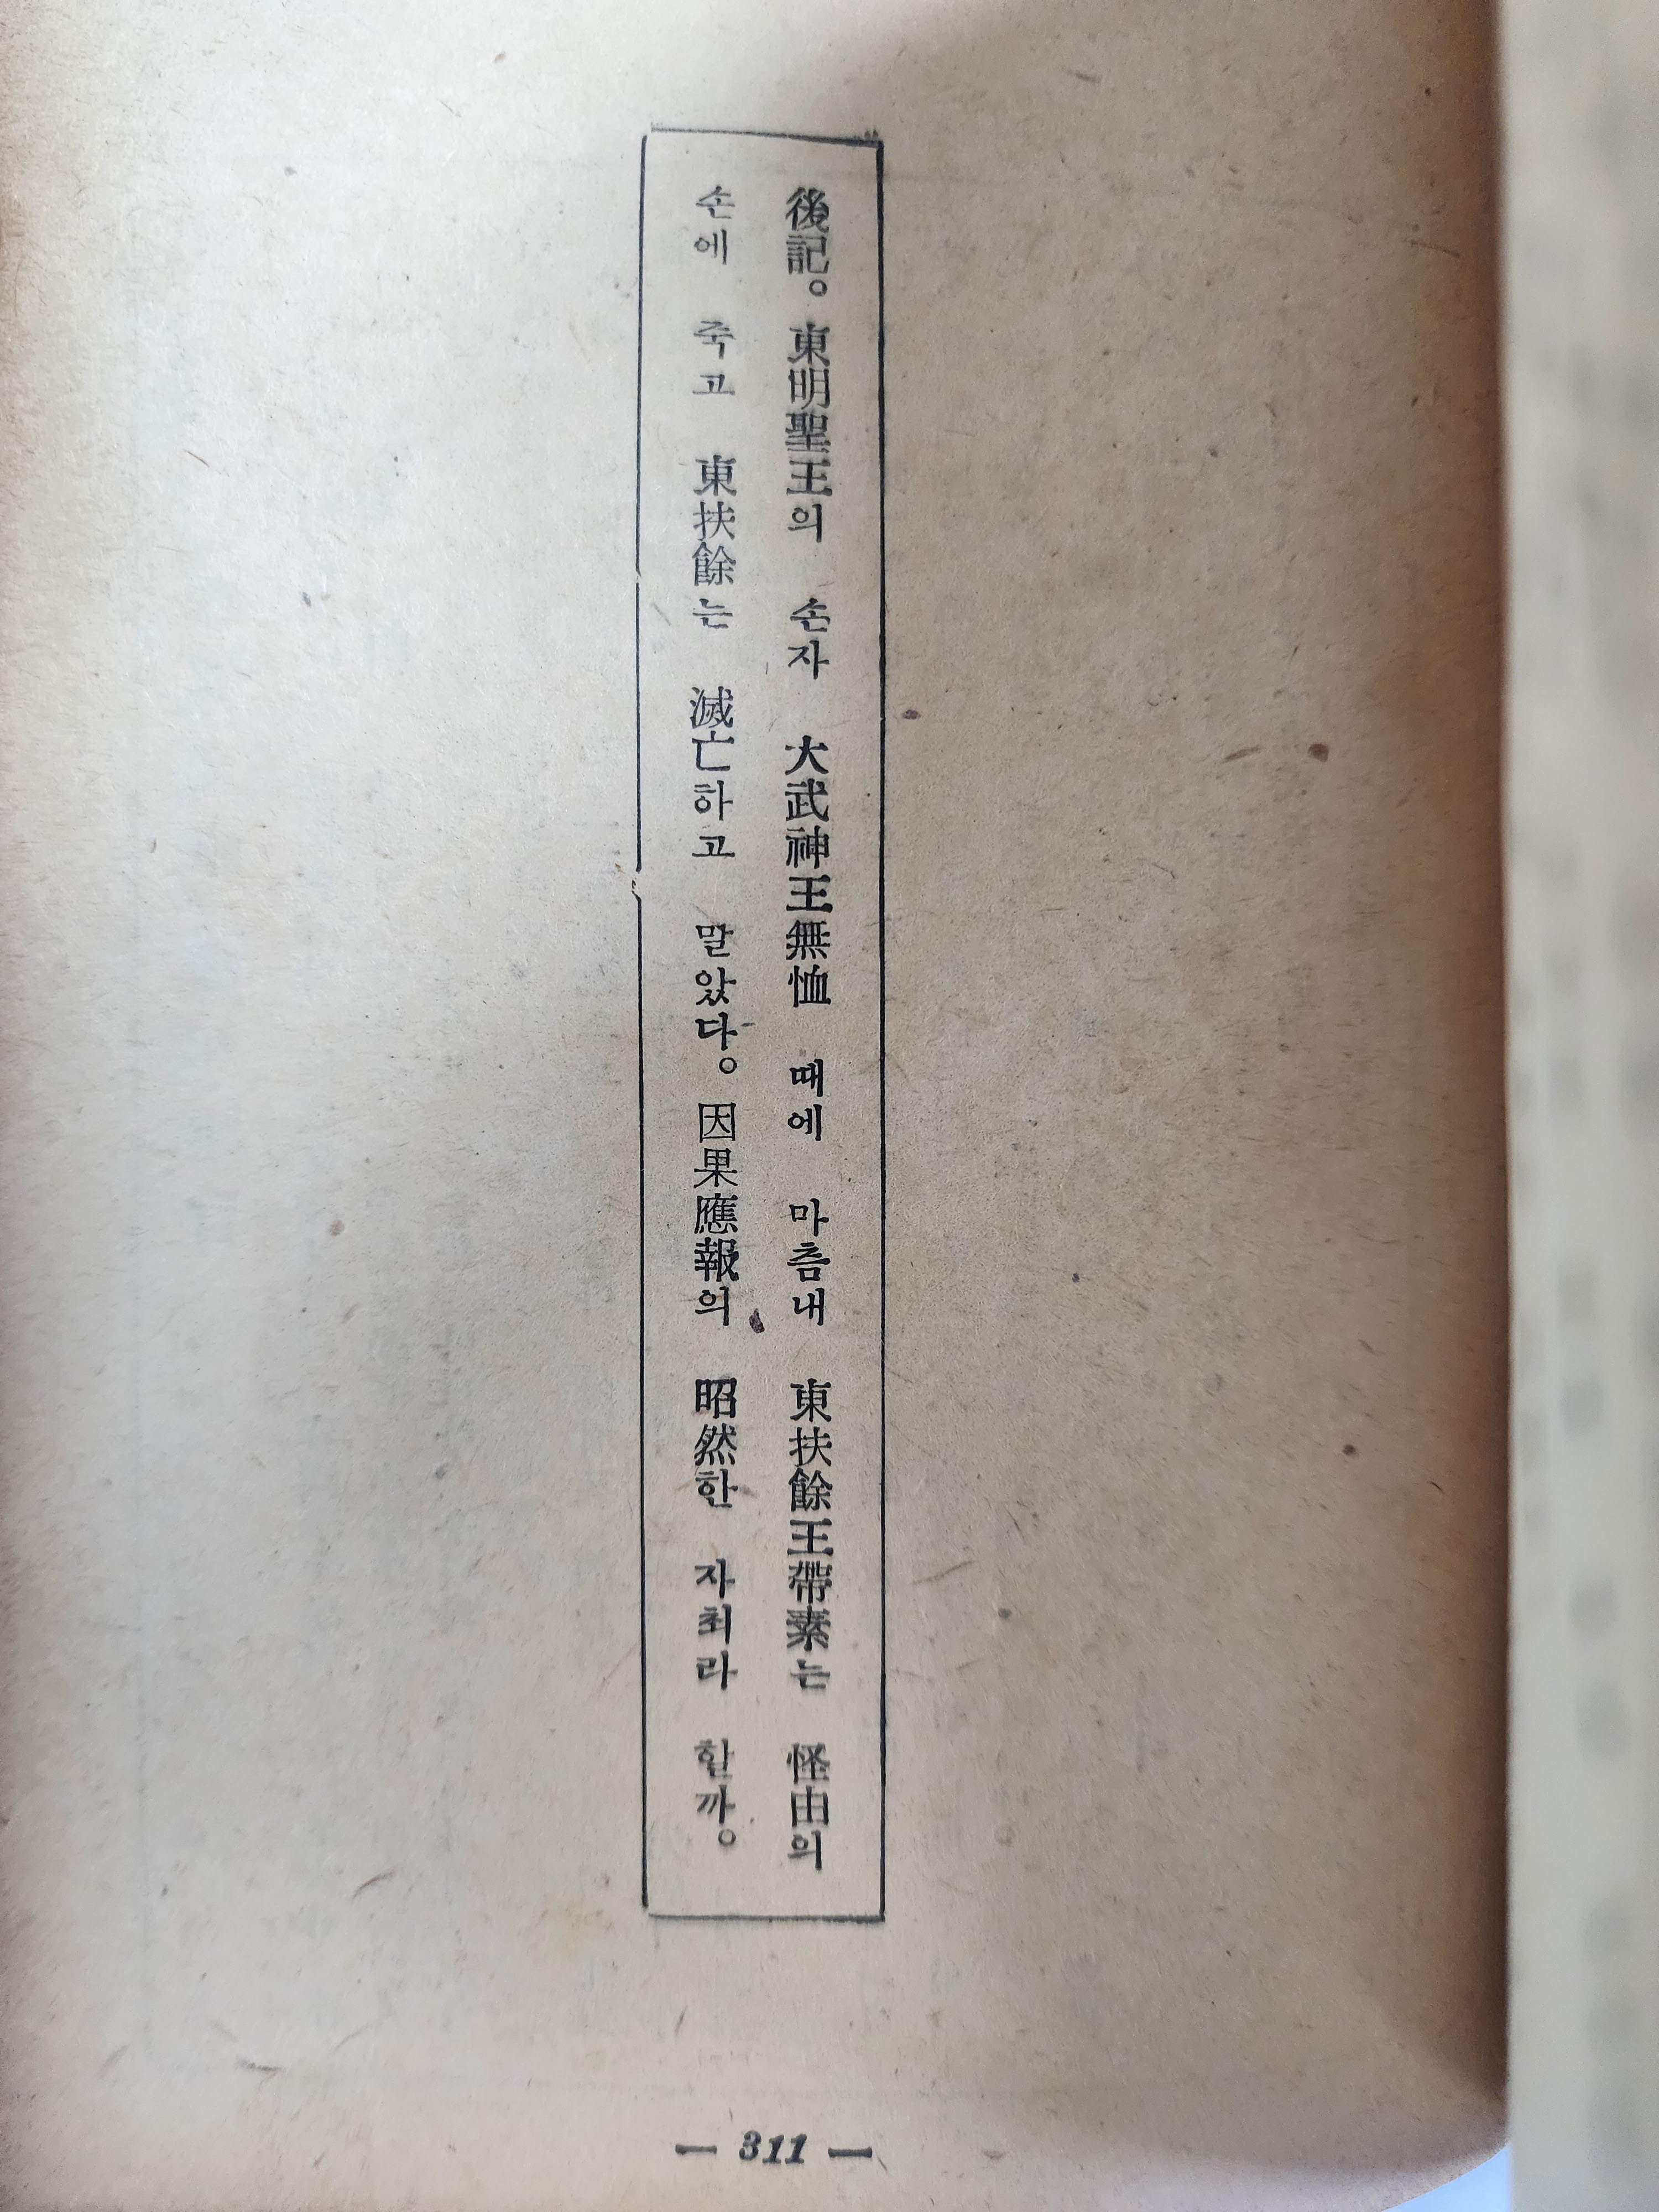 後記。東明聖王의 손자 大武神王無恤 때에 마츰내 東扶餘王帶素는 怪由의
손에 죽고 東扶餘는 滅亡하고 말았다。因果應報의 昭然한 자최라 할까。
— 311 —